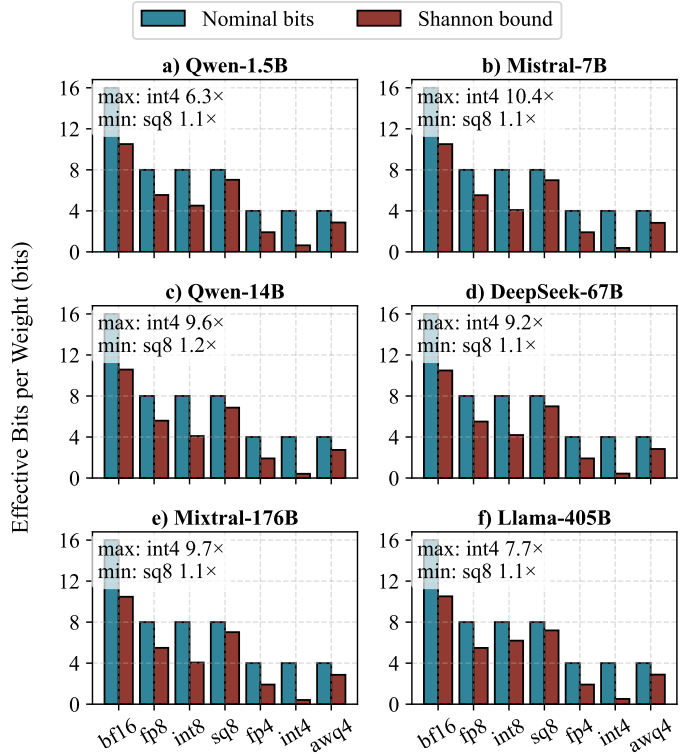 Nominal bits Shannon bound
Effective Bits per Weight (bits)
a) Qwen-1.5B
max: int4 6.3×
min: sq8 1.1×
16
12
8
4
0
b) Mistral-7B
max: int4 10.4×
min: sq8 1.1×
16
12
8
4
0
c) Qwen-14B
max: int4 9.6×
min: sq8 1.2×
16
12
8
4
0
d) DeepSeek-67B
max: int4 9.2×
min: sq8 1.1×
16
12
8
4
0
e) Mixtral-176B
max: int4 9.7×
min: sq8 1.1×
16
12
8
4
0
bf16 fp8 int8 sq8 fp4 int4 awq4
f) Llama-405B
max: int4 7.7×
min: sq8 1.1×
16
12
8
4
0
bf16 fp8 int8 sq8 fp4 int4 awq4